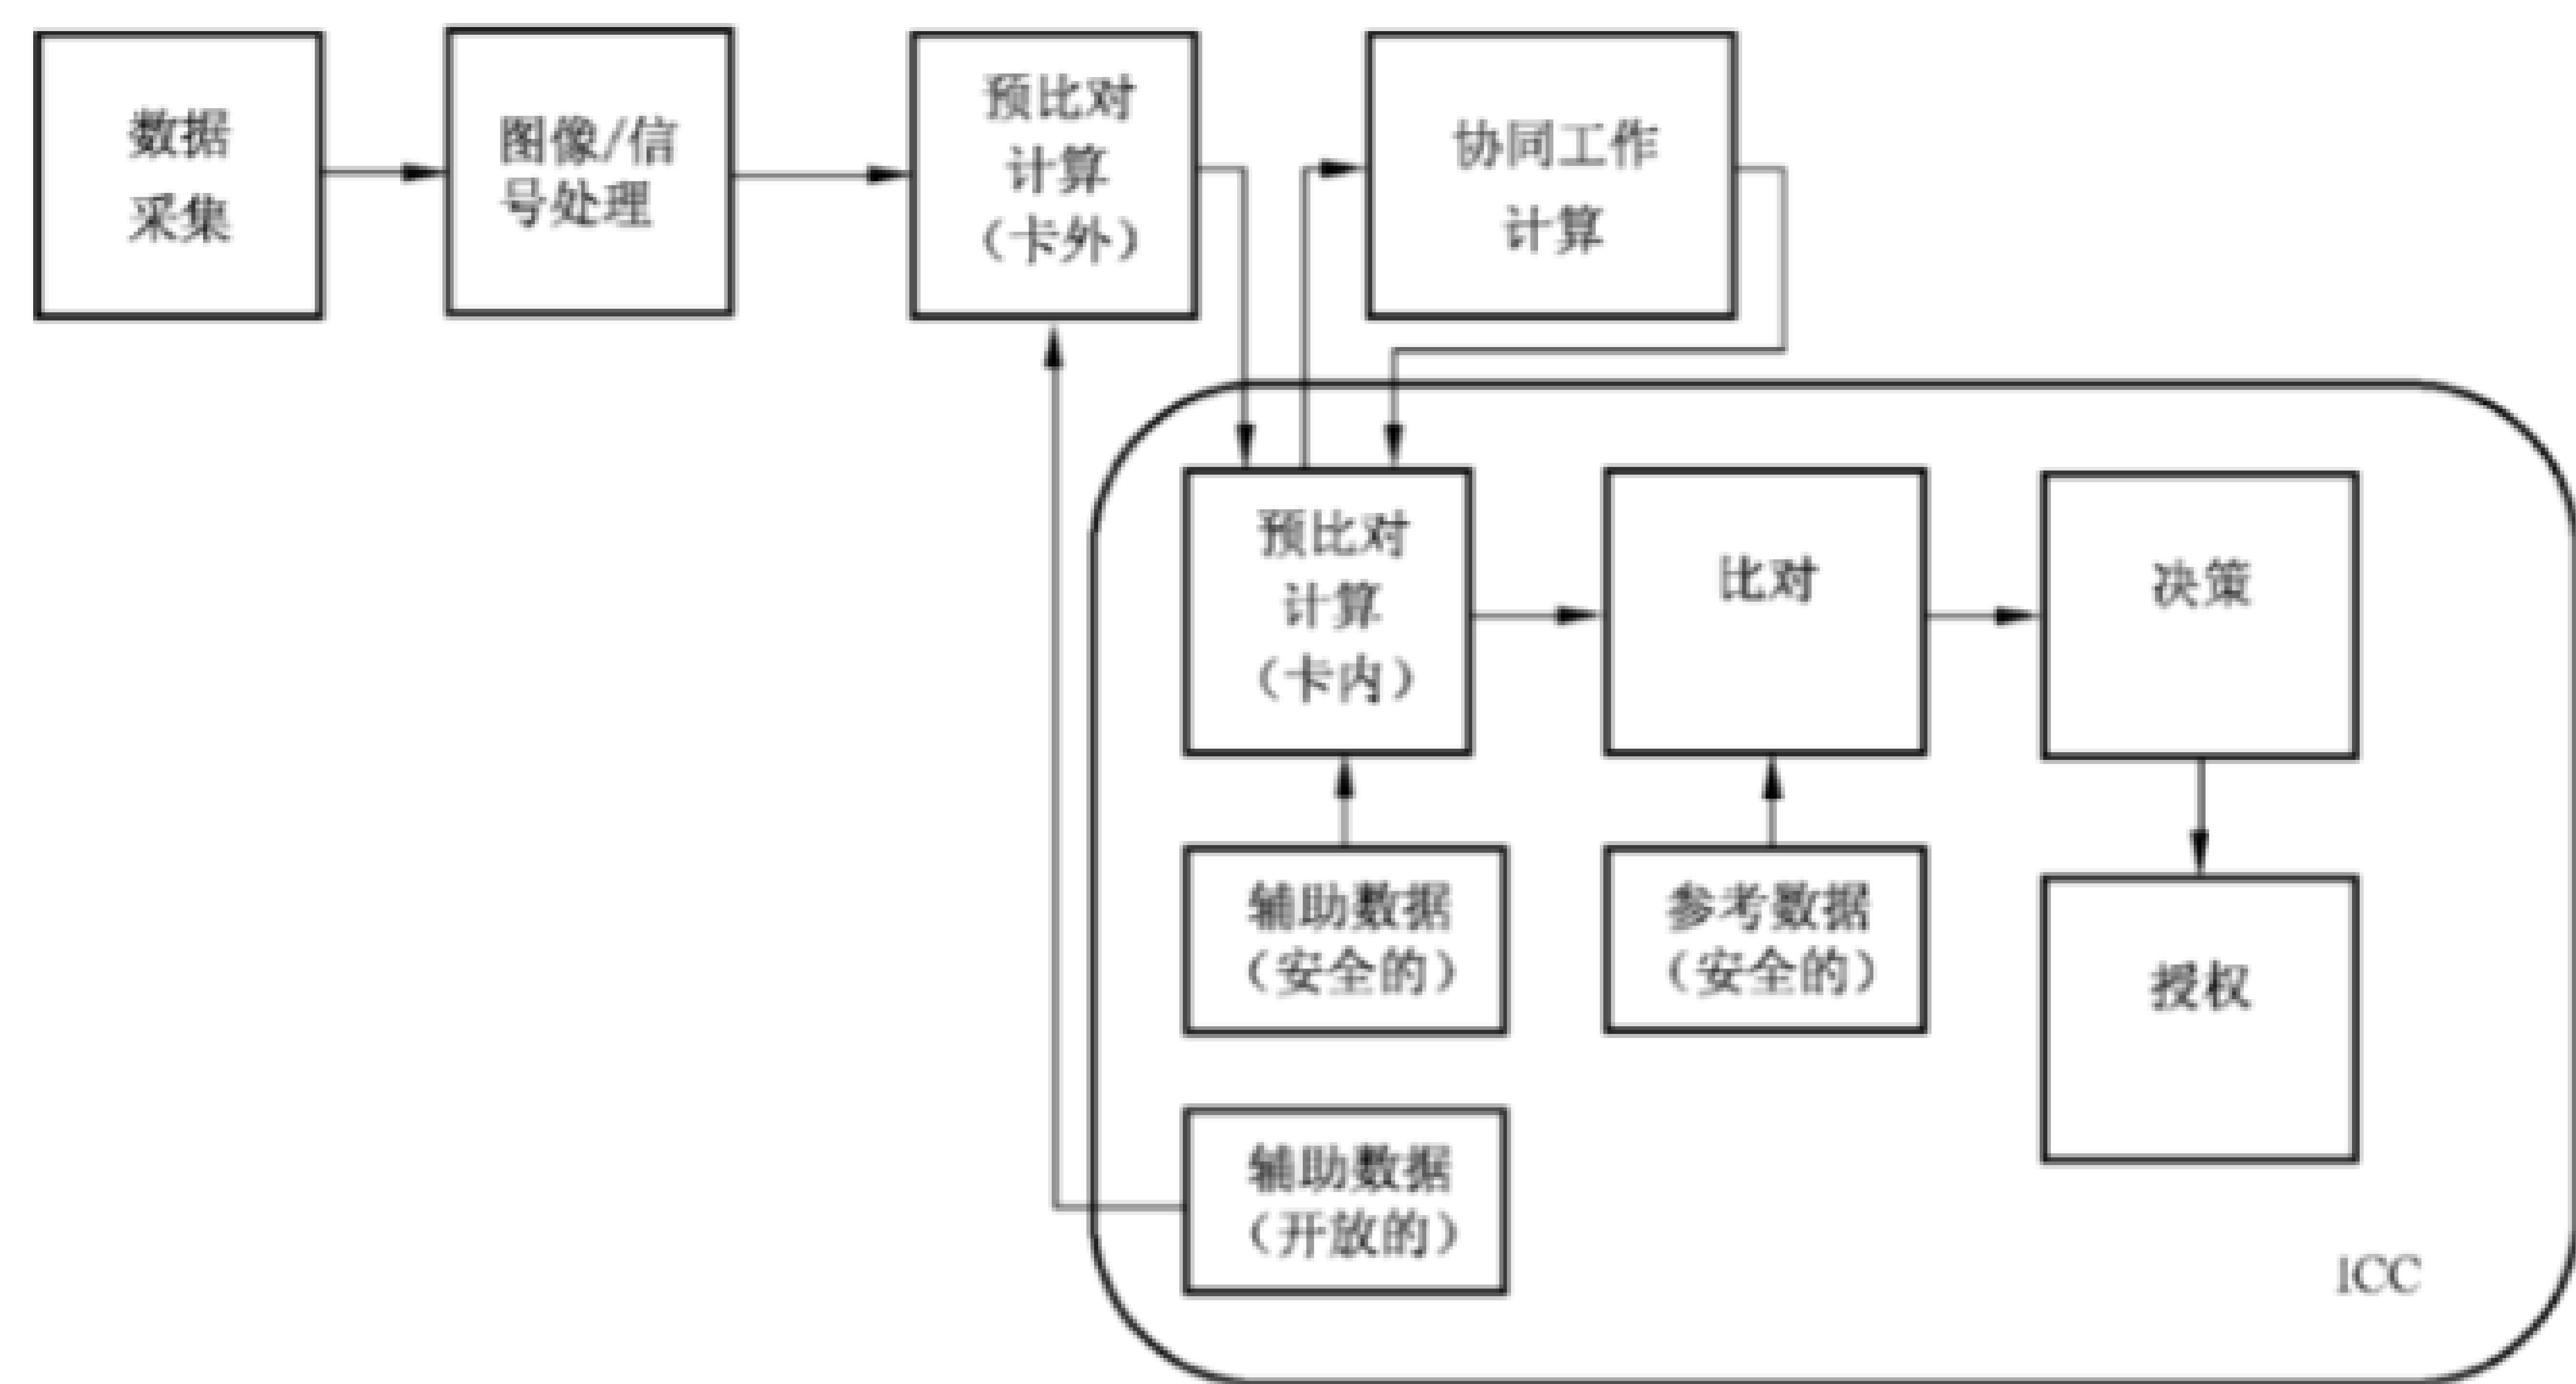 数据
采集
图像/信
号处理
预比对
计算
（卡外）
协同工作
计算
预比对
计算
（卡内）
比对
决策
辅助数据
（安全的）
参考数据
（安全的）
授权
辅助数据
（开放的）
ICC